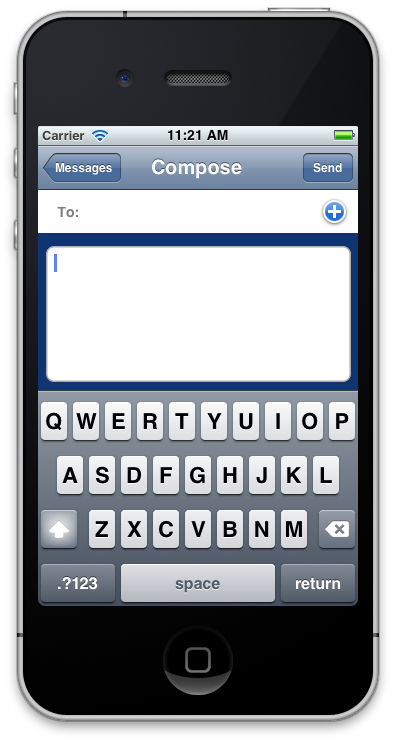 Carrier 11:21 AM
Messages Compose Send
To:
Q W E R T Y U I O P
A S D F G H J K L
Z X C V B N M
.?123 space return